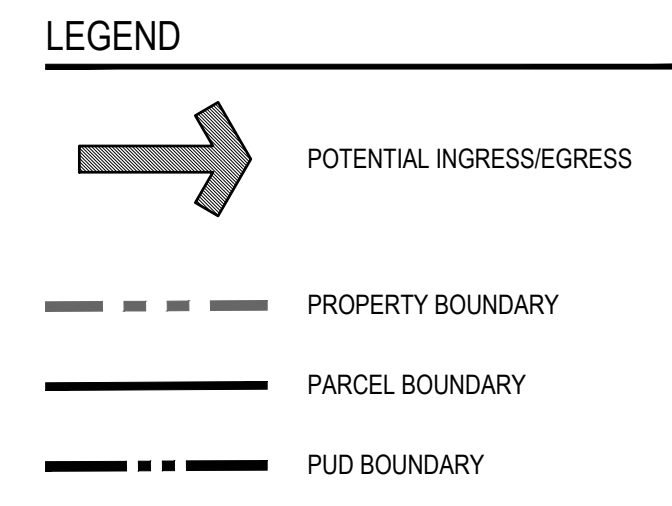 LEGEND
POTENTIAL INGRESS/EGRESS
PROPERTY BOUNDARY
PARCEL BOUNDARY
PUD BOUNDARY